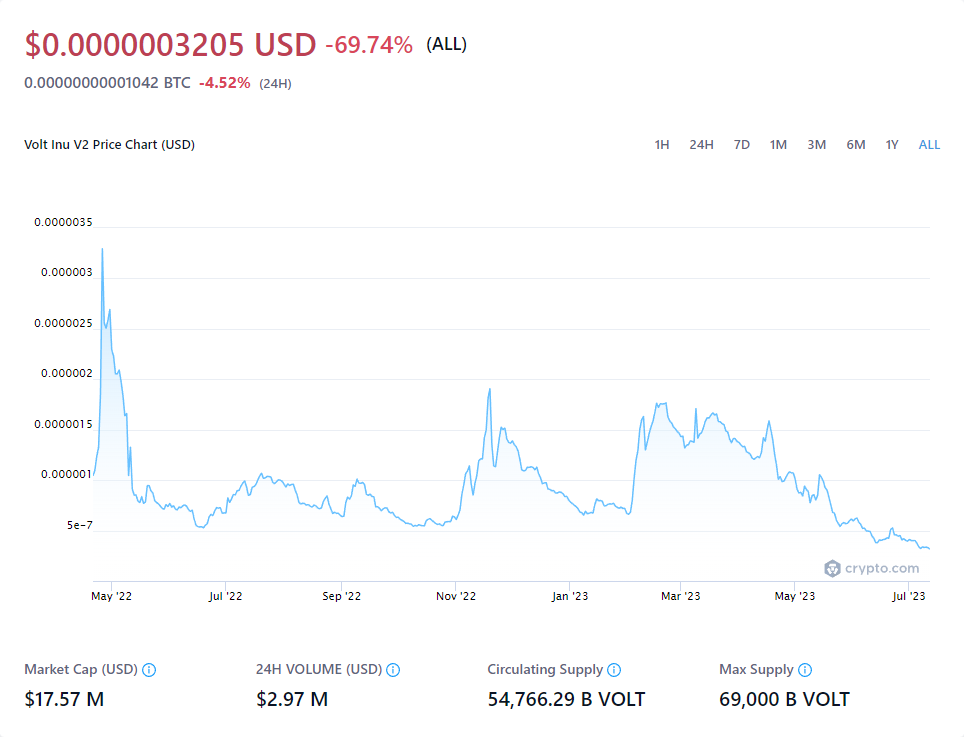 $0.0000003205 USD -69.74% (ALL)
0.00000000001042 BTC -4.52% (24H)
Volt Inu V2 Price Chart (USD) 1H 24H 7D 1M 3M 6M 1Y ALL
0.0000035
0.000003
0.0000025
0.000002
0.0000015
0.000001
5e-7
crypto.com
May '22 Jul '22 Sep '22 Nov '22 Jan '23 Mar '23 May '23 Jul '23
Market Cap (USD) 24H VOLUME (USD) Circulating Supply Max Supply
$17.57 M $2.97 M 54,766.29 B VOLT 69,000 B VOLT